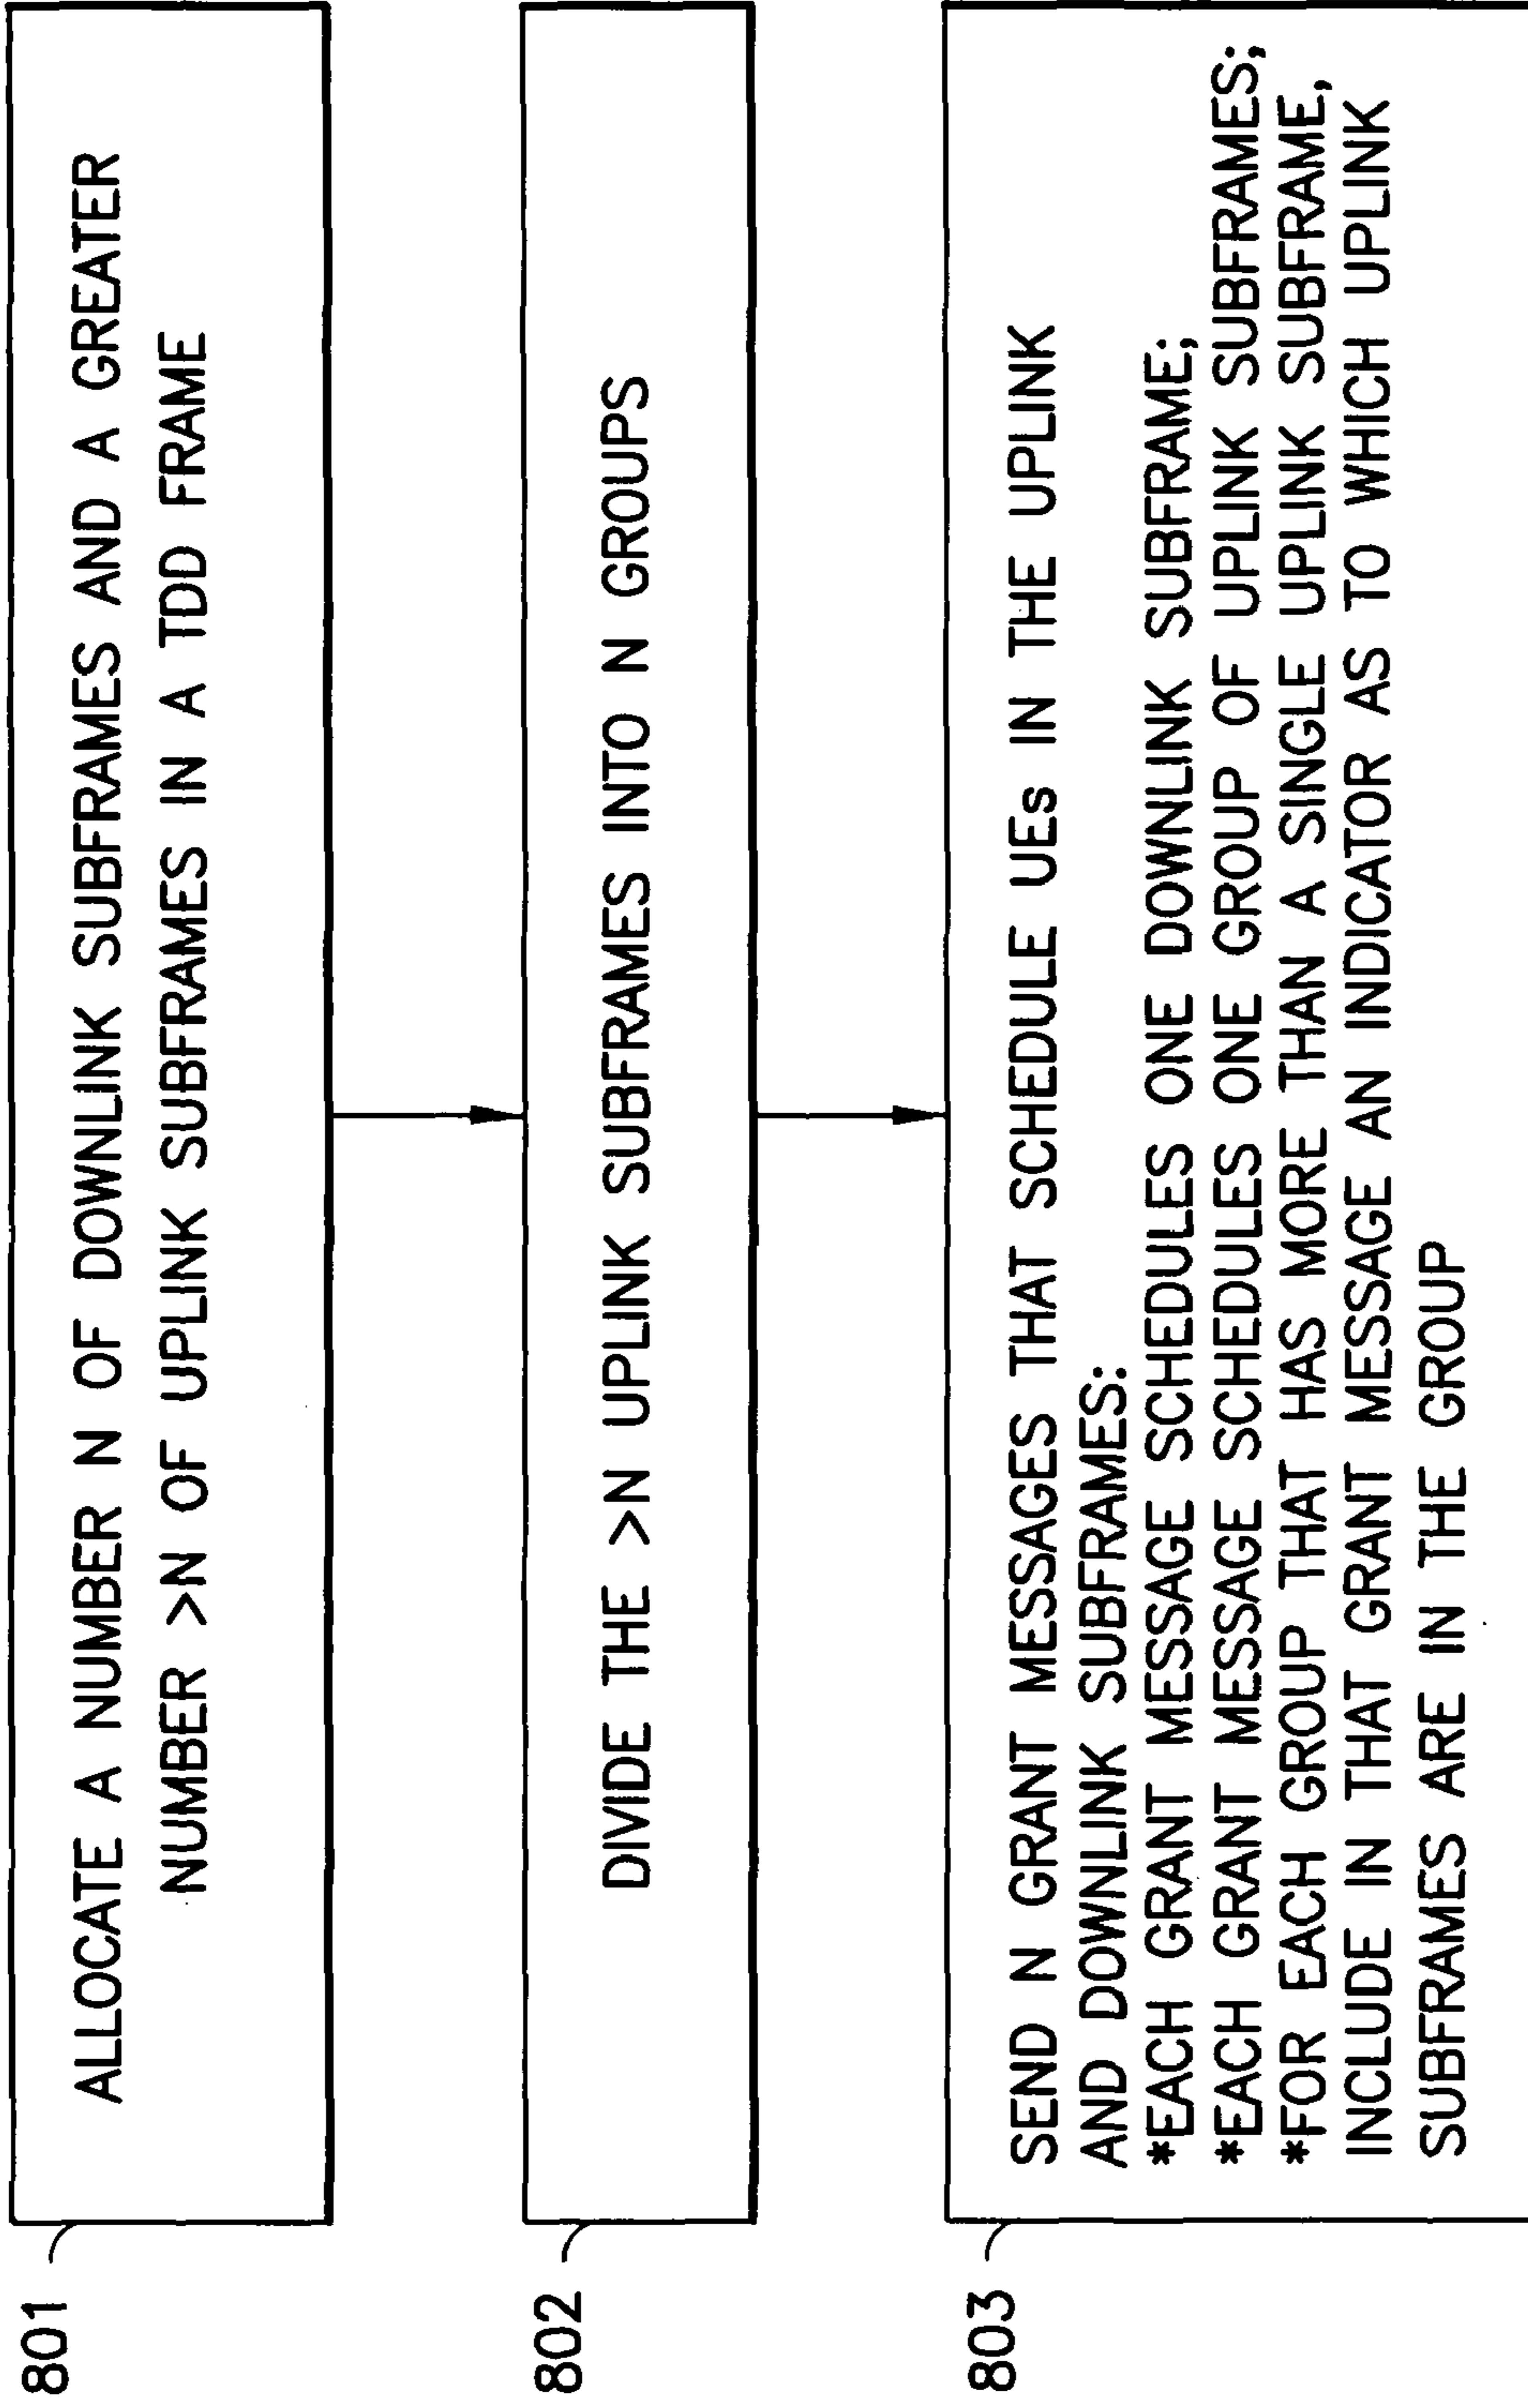 801
ALLOCATE A NUMBER N OF DOWNLINK SUBFRAMES AND A GREATER
NUMBER >N OF UPLINK SUBFRAMES IN A TDD FRAME
802
DIVIDE THE >N UPLINK SUBFRAMES INTO N GROUPS
803
SEND N GRANT MESSAGES THAT SCHEDULE UEs IN THE UPLINK
AND DOWNLINK SUBFRAMES:
*EACH GRANT MESSAGE SCHEDULES ONE DOWNLINK SUBFRAME;
*EACH GRANT MESSAGE SCHEDULES ONE GROUP OF UPLINK SUBFRAMES;
*FOR EACH GROUP THAT HAS MORE THAN A SINGLE UPLINK SUBFRAME,
INCLUDE IN THAT GRANT MESSAGE AN INDICATOR AS TO WHICH UPLINK
SUBFRAMES ARE IN THE GROUP